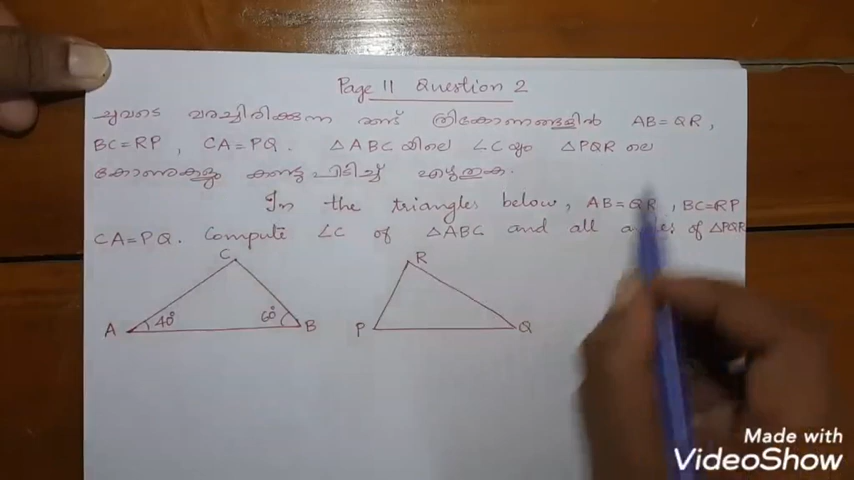 Page 11 Question 2
ചുവടെ വരച്ചിരിക്കുന്ന രണ്ട് ത്രികോണങ്ങളിൽ AB=QR,
BC=RP, CA=PQ. △ABC യിലെ ∠C യും △PQR ലെ
കോണുകളും കണ്ടുപിടിച്ച് എഴുതുക.
In the triangles below, AB=QR, BC=RP
CA=PQ. Compute ∠C of △ABC and all of △PQR
C
R
A 40° 60° B P Q
Made With
VideoShow